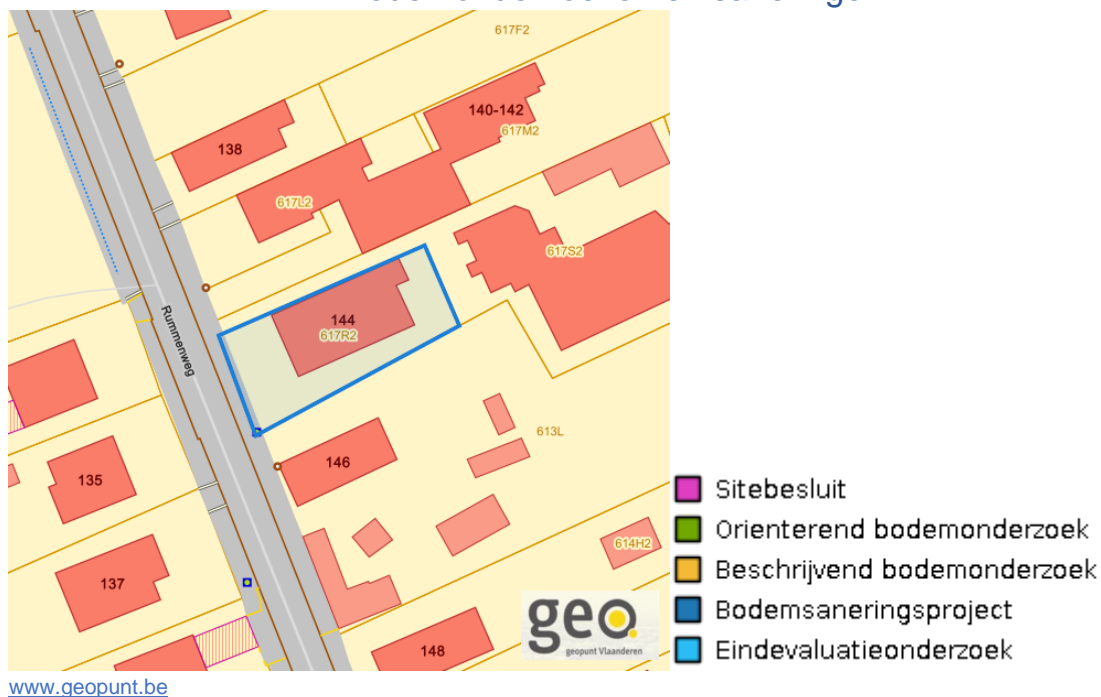 617F2
140-142
617M2
138
617L2
617S2
144
617R2
Rummenweg
613L
146
135
614H2
137
148
geo
geopunt Vlaanderen
Sitebesluit
Orienterend bodemonderzoek
Beschrijvend bodemonderzoek
Bodemsaneringsproject
Eindevaluatieonderzoek
www.geopunt.be